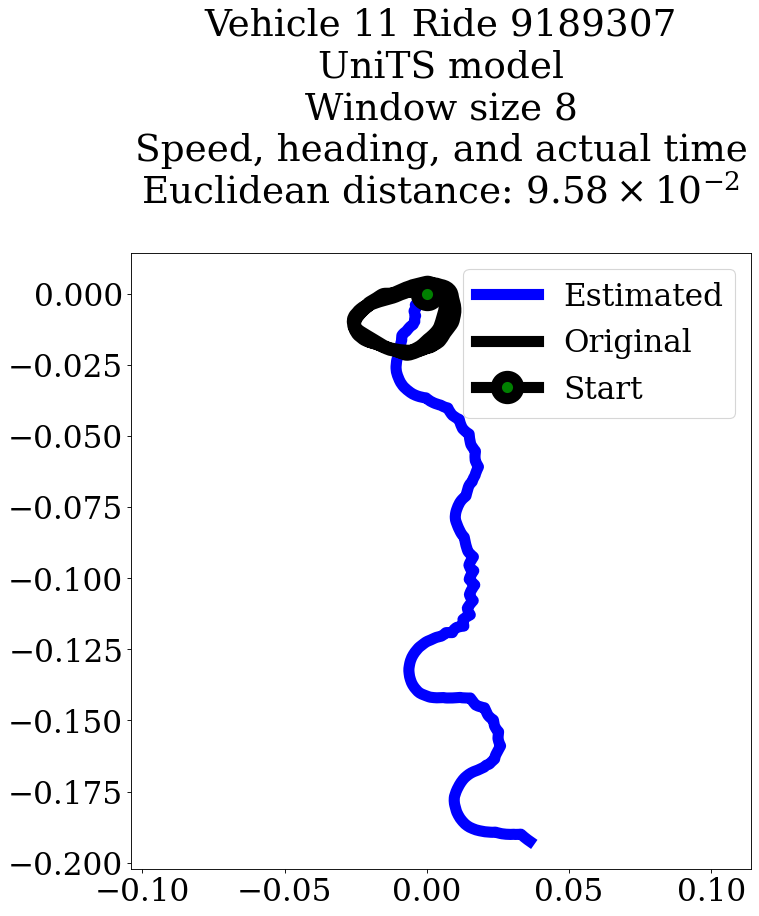 Vehicle 11 Ride 9189307
UniTS model
Window size 8
Speed, heading, and actual time
Euclidean distance: 9.58 × 10⁻²
Estimated
Original
Start
0.000
−0.025
−0.050
−0.075
−0.100
−0.125
−0.150
−0.175
−0.200
−0.10
−0.05
0.00
0.05
0.10